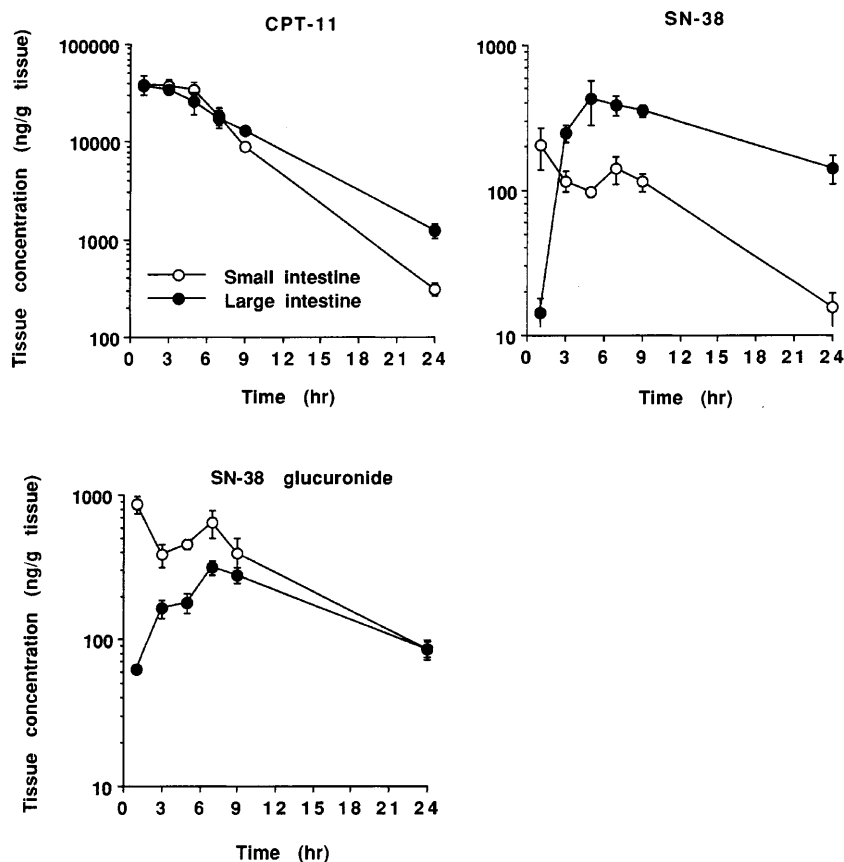 CPT-11
Tissue concentration (ng/g tissue)
100000
10000
1000
100
Small intestine
Large intestine
0 3 6 9 12 15 18 21 24
Time (hr)
SN-38
1000
100
10
0 3 6 9 12 15 18 21 24
Time (hr)
SN-38 glucuronide
Tissue concentration (ng/g tissue)
1000
100
10
0 3 6 9 12 15 18 21 24
Time (hr)